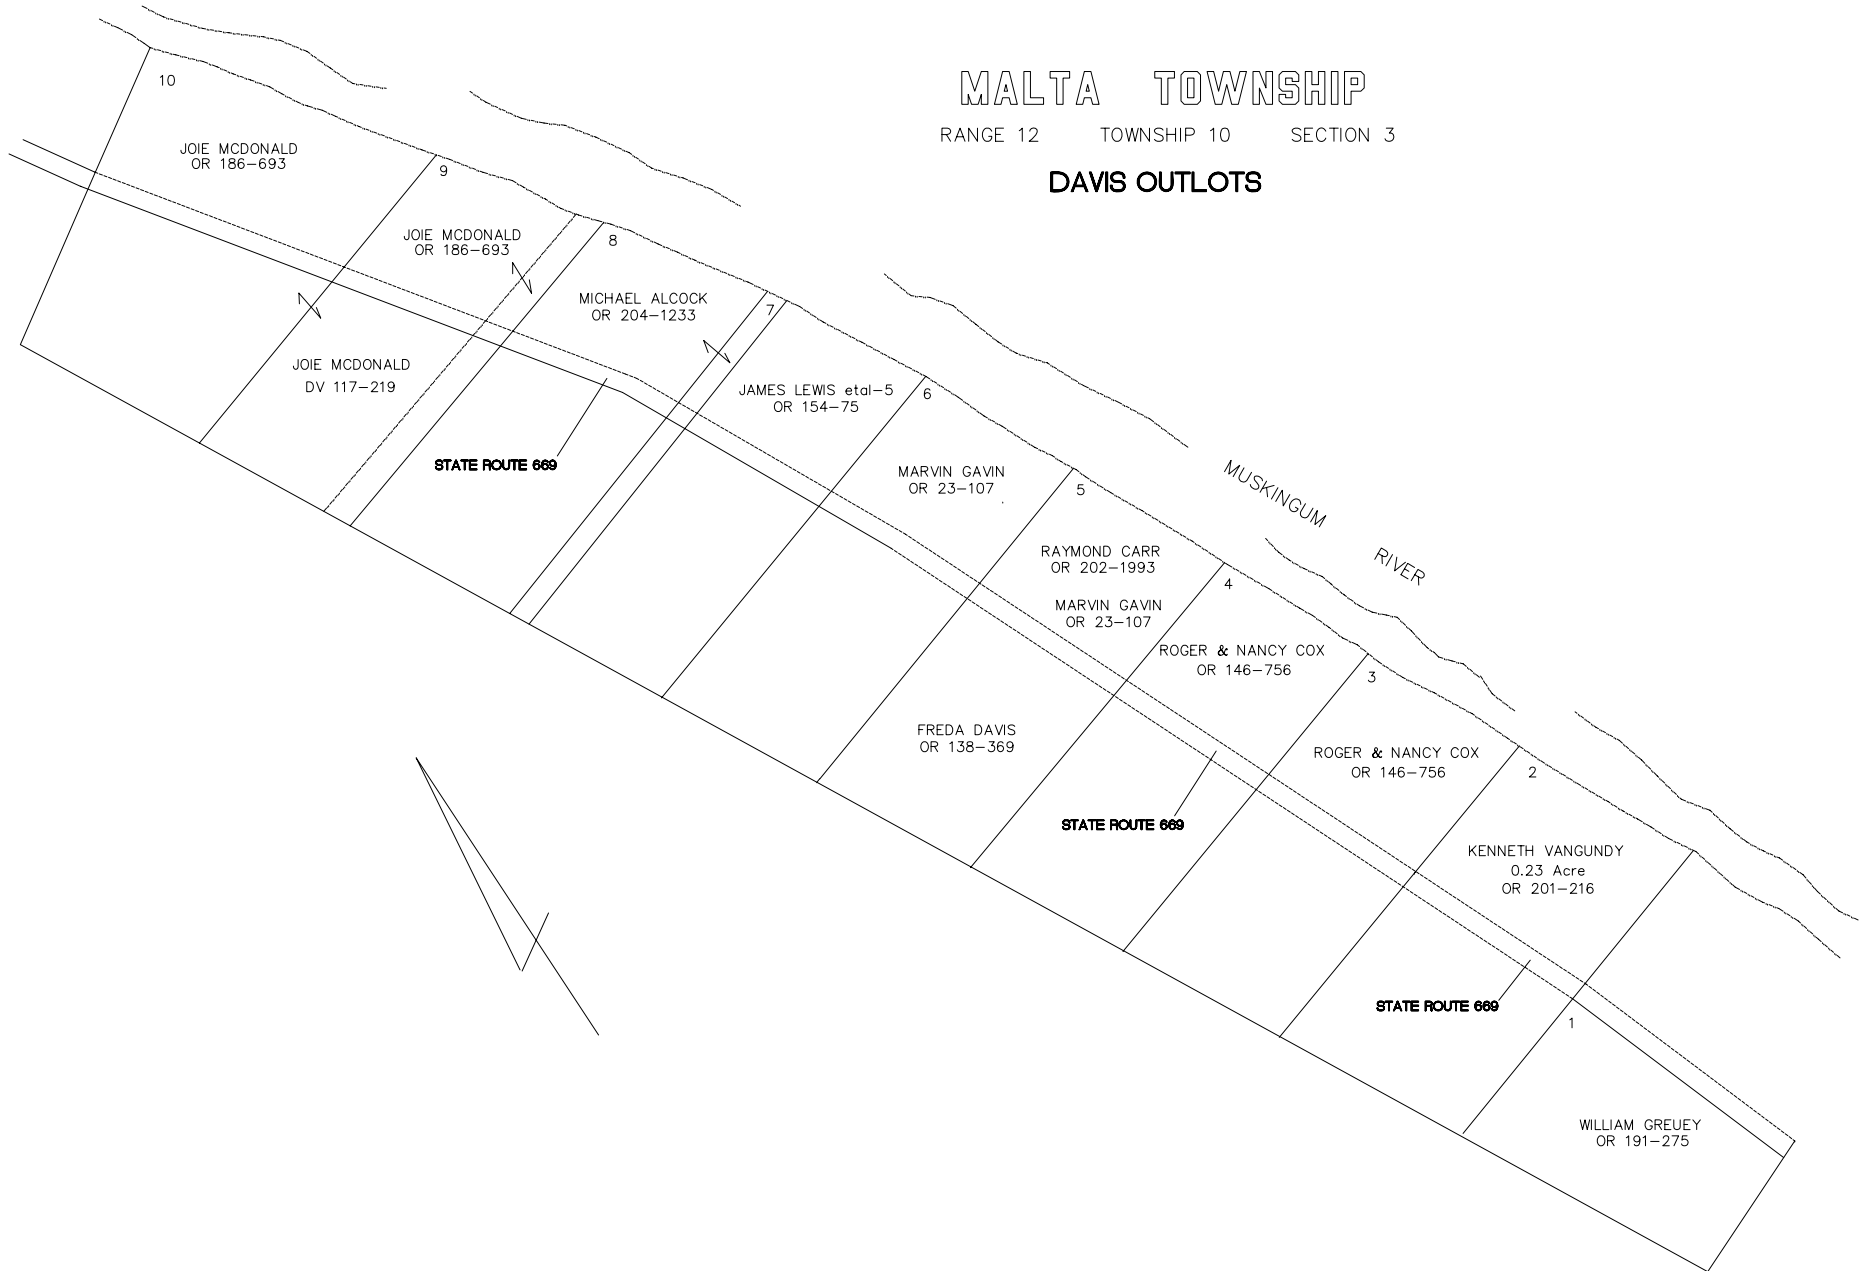 MALTA TOWNSHIP
RANGE 12 TOWNSHIP 10 SECTION 3
DAVIS OUTLOTS
10
JOIE MCDONALD
OR 186-693
9
JOIE MCDONALD
OR 186-693
JOIE MCDONALD
DV 117-219
8
MICHAEL ALCOCK
OR 204-1233
STATE ROUTE 669
7
JAMES LEWIS etal-5
OR 154-75
6
MARVIN GAVIN
OR 23-107
5
RAYMOND CARR
OR 202-1993
MARVIN GAVIN
OR 23-107
FREDA DAVIS
OR 138-369
MUSKINGUM
RIVER
4
ROGER & NANCY COX
OR 146-756
STATE ROUTE 669
3
ROGER & NANCY COX
OR 146-756
2
KENNETH VANGUNDY
0.23 Acre
OR 201-216
STATE ROUTE 669
1
WILLIAM GREUEY
OR 191-275